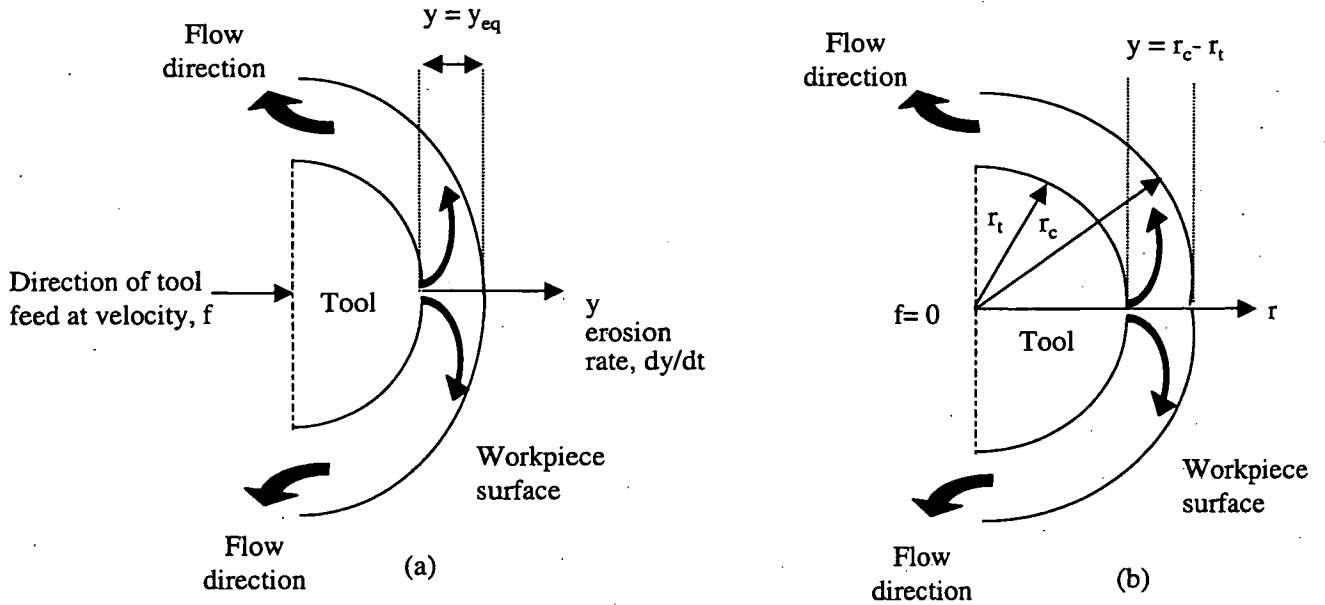 y = y_eq
Flow
direction
Direction of tool
feed at velocity, f
Tool
y
erosion
rate, dy/dt
Workpiece
surface
Flow
direction
(a)
y = r_c- r_t
Flow
direction
r_t
r_c
f= 0
r
Tool
Workpiece
surface
Flow
direction
(b)